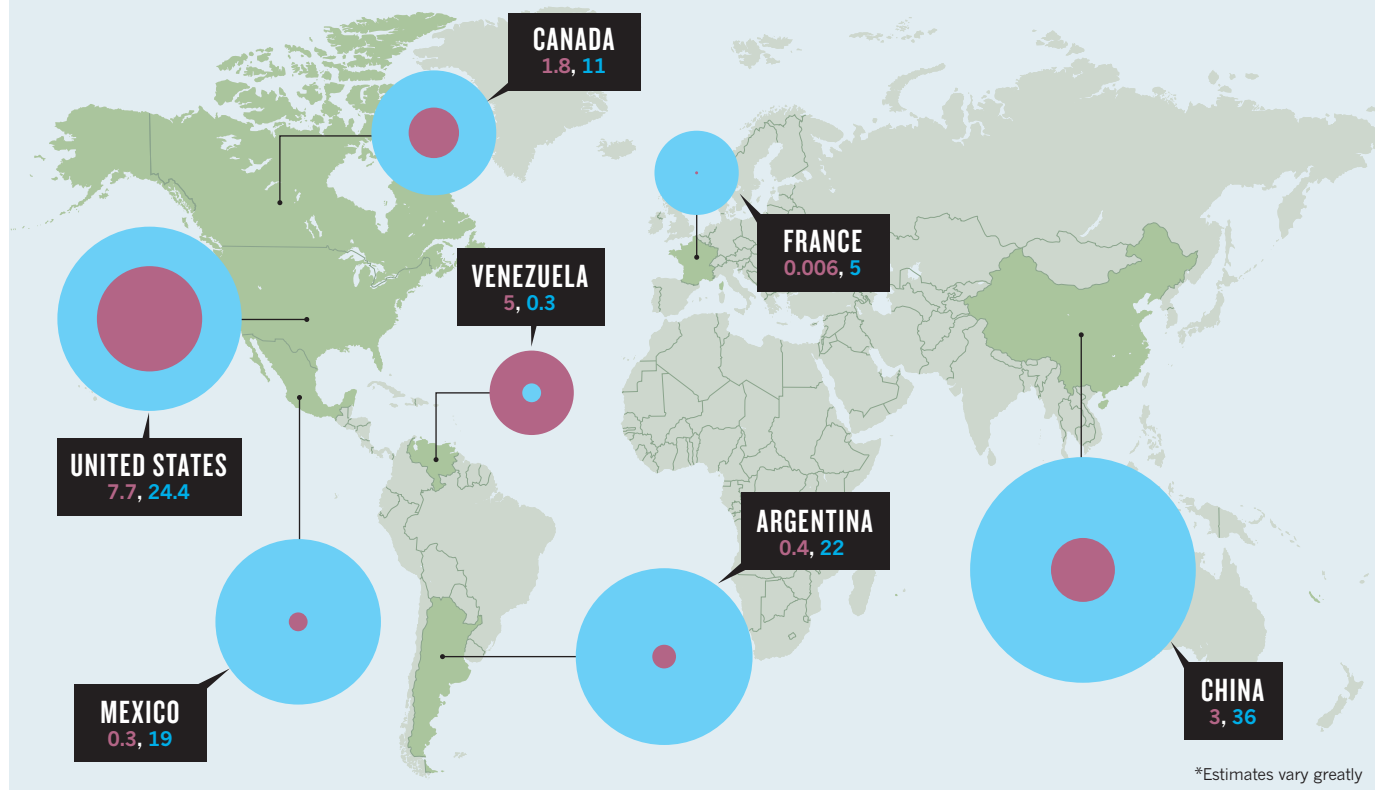 CANADA
1.8, 11
FRANCE
0.006, 5
VENEZUELA
5, 0.3
UNITED STATES
7.7, 24.4
ARGENTINA
0.4, 22
MEXICO
0.3, 19
CHINA
3, 36
*Estimates vary greatly